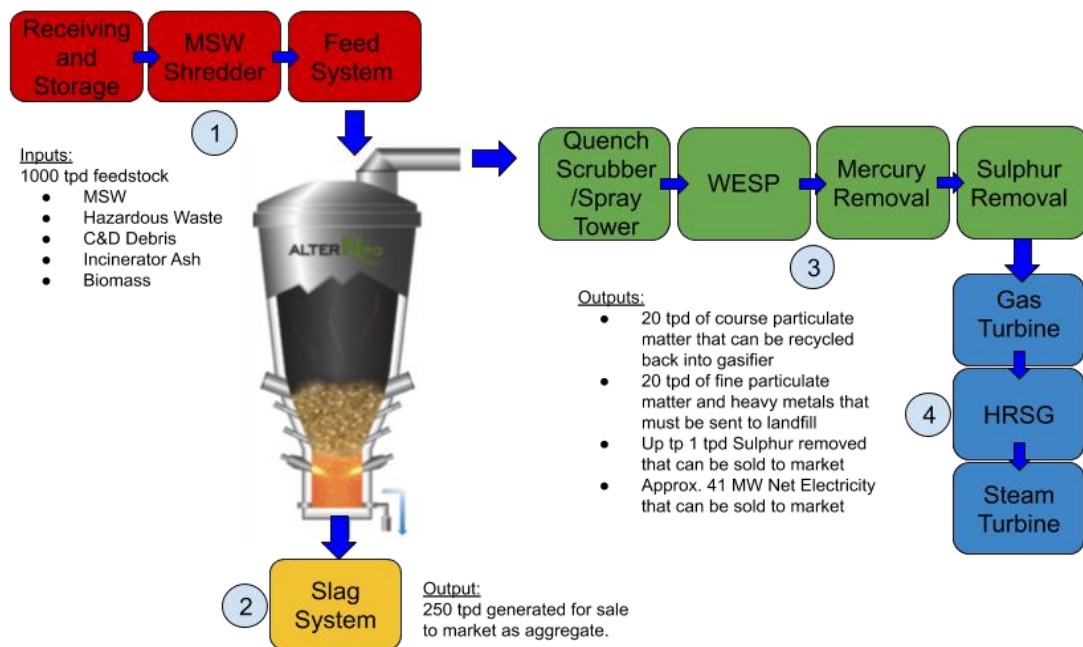 Receiving
and
Storage
MSW
Shredder
Feed
System
1
Inputs:
1000 tpd feedstock
● MSW
● Hazardous Waste
● C&D Debris
● Incinerator Ash
● Biomass
ALTER NRG
Quench
Scrubber
/Spray
Tower
WESP
Mercury
Removal
Sulphur
Removal
3
Outputs:
● 20 tpd of course particulate
matter that can be recycled
back into gasifier
● 20 tpd of fine particulate
matter and heavy metals that
must be sent to landfill
● Up tp 1 tpd Sulphur removed
that can be sold to market
● Approx. 41 MW Net Electricity
that can be sold to market
Gas
Turbine
4
HRSG
Steam
Turbine
2
Slag
System
Output:
250 tpd generated for sale
to market as aggregate.